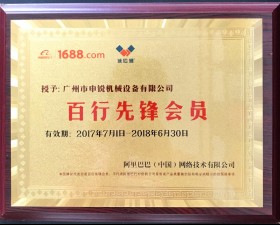 1688.com
授予：广州市申锐机械设备有限公司
百行先锋会员
有效期：2017年7月1日-2018年6月30日
阿里巴巴（中国）网络技术有限公司